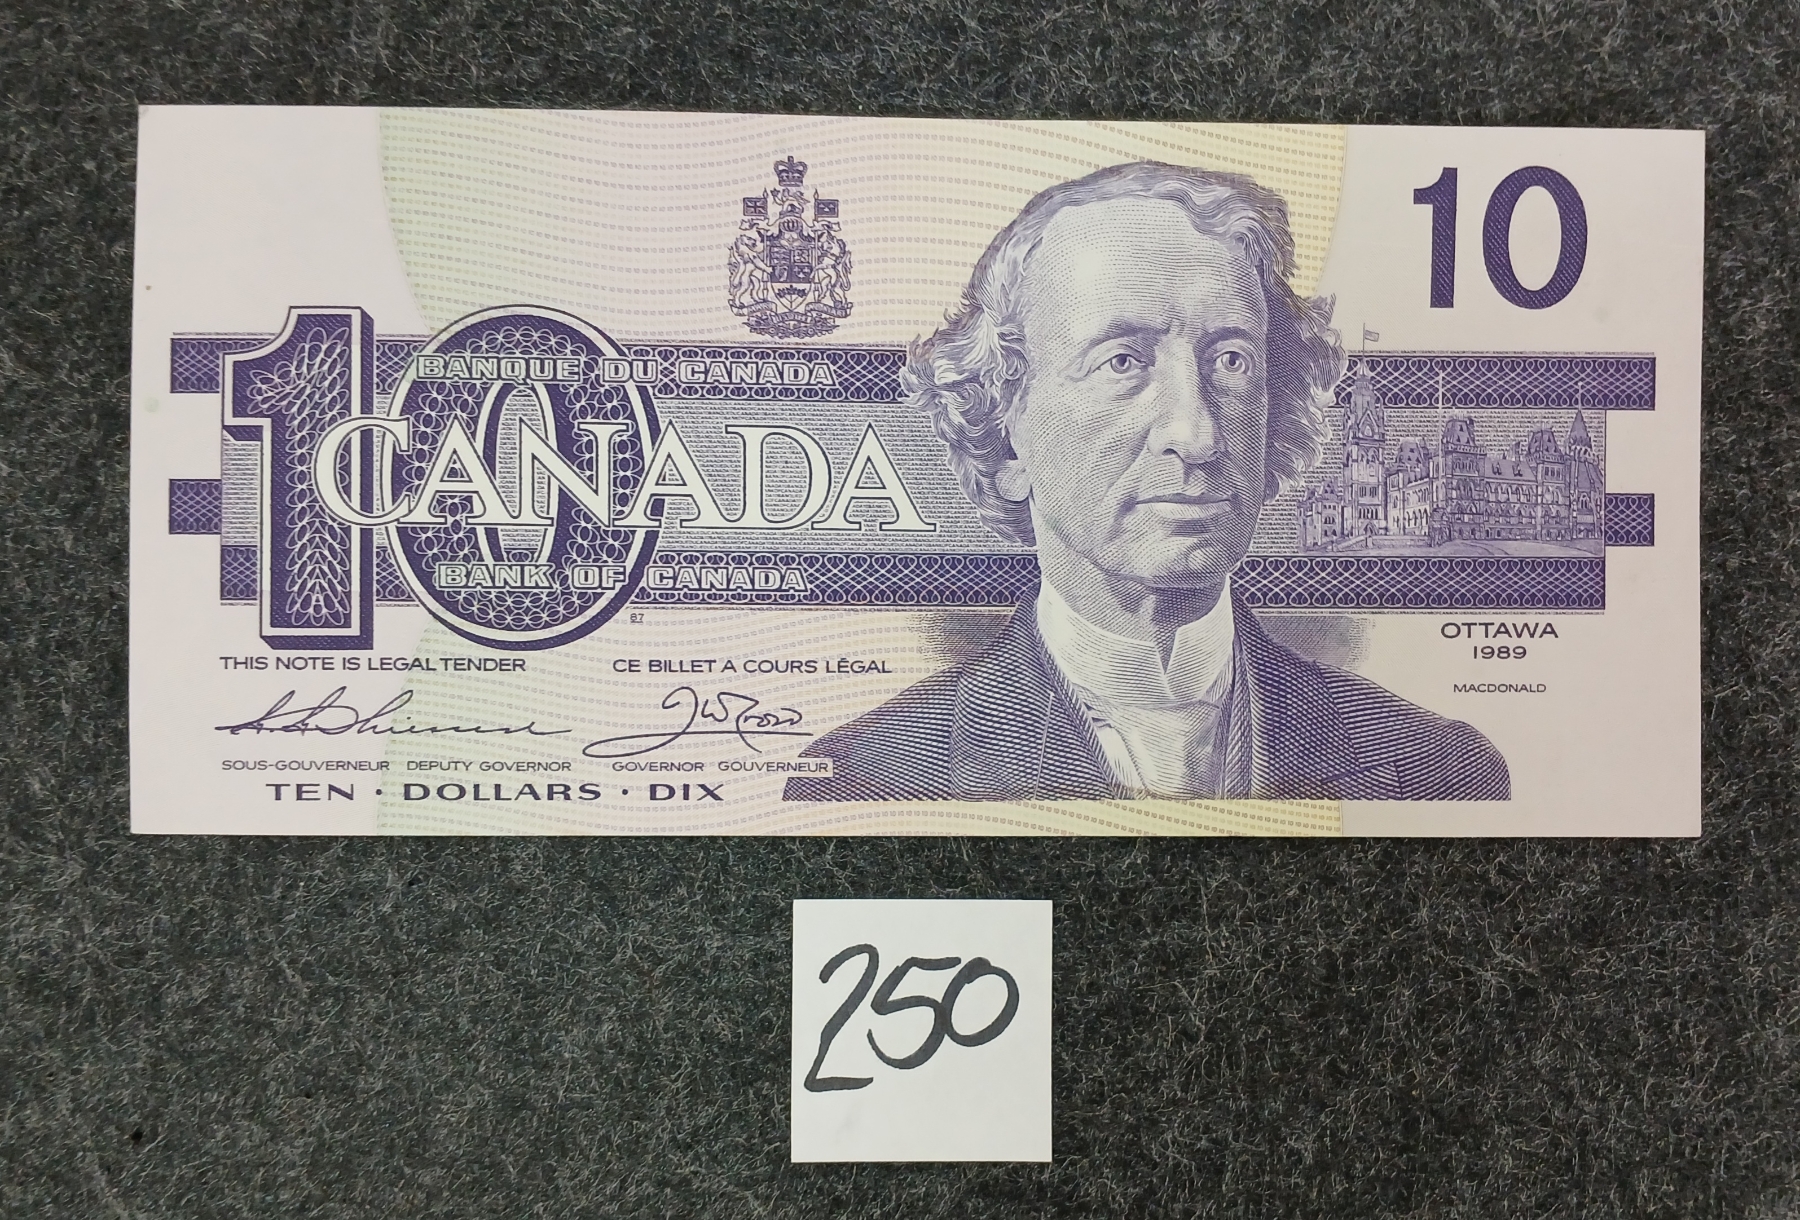 10
BANQUE DU CANADA
10
CANADA
BANK OF CANADA
87
OTTAWA
1989
MACDONALD
THIS NOTE IS LEGAL TENDER CE BILLET A COURS LÉGAL
SOUS-GOUVERNEUR DEPUTY GOVERNOR GOVERNOR GOUVERNEUR
TEN · DOLLARS · DIX
250